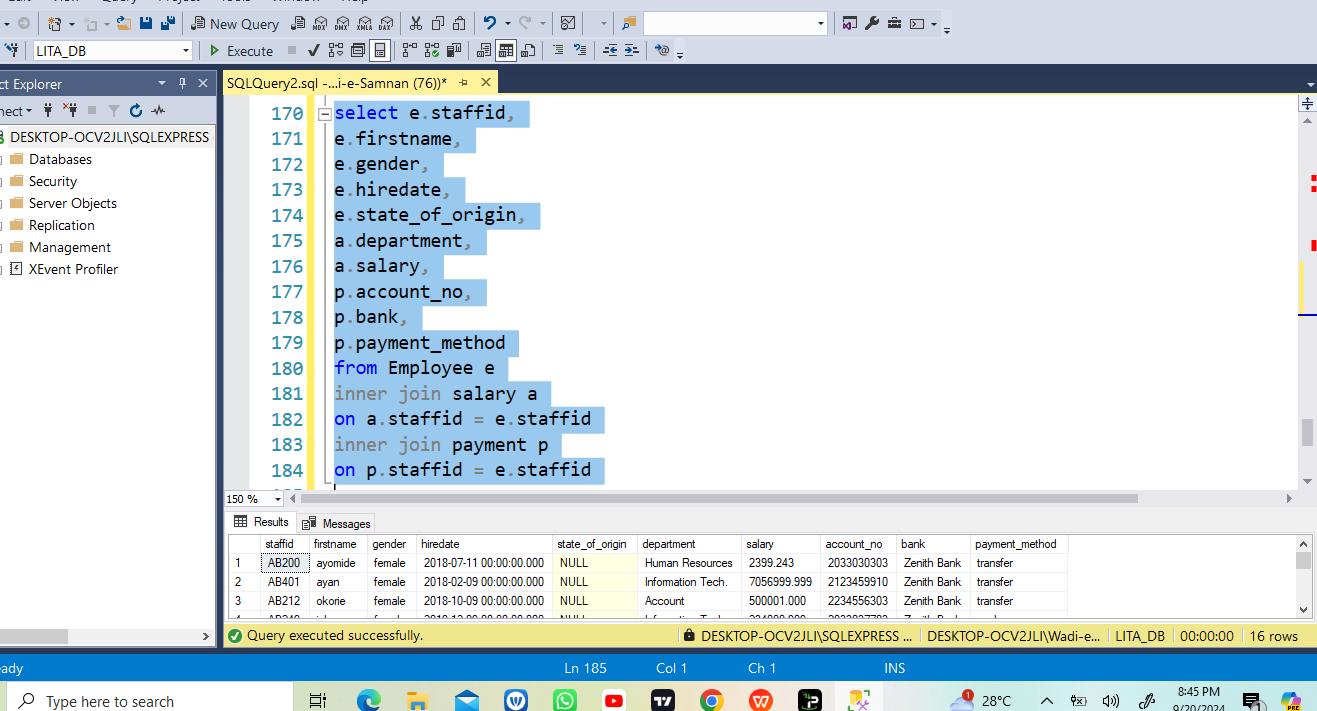 New Query
MDX
DMX
XMLA
DAX
LITA_DB
Execute
ct Explorer
SQLQuery2.sql -...i-e-Samnan (76))*
nect
DESKTOP-OCV2JLI\SQLEXPRESS
Databases
Security
Server Objects
Replication
Management
XEvent Profiler
170 select e.staffid,
171 e.firstname,
172 e.gender,
173 e.hiredate,
174 e.state_of_origin,
175 a.department,
176 a.salary,
177 p.account_no,
178 p.bank,
179 p.payment_method
180 from Employee e
181 inner join salary a
182 on a.staffid = e.staffid
183 inner join payment p
184 on p.staffid = e.staffid
150 %
Results Messages
staffid firstname gender hiredate state_of_origin department salary account_no bank payment_method
1 AB200 ayomide female 2018-07-11 00:00:00.000 NULL Human Resources 2399.243 2033030303 Zenith Bank transfer
2 AB401 ayan female 2018-02-09 00:00:00.000 NULL Information Tech. 7056999.999 2123459910 Zenith Bank transfer
3 AB212 okorie female 2018-10-09 00:00:00.000 NULL Account 500001.000 2234556303 Zenith Bank transfer
Query executed successfully. DESKTOP-OCV2JLI\SQLEXPRESS ... DESKTOP-OCV2JLI\Wadi-e... LITA_DB 00:00:00 16 rows
eady Ln 185 Col 1 Ch 1 INS
Type here to search
1
28°C
8:45 PM
9/20/2024
PRE